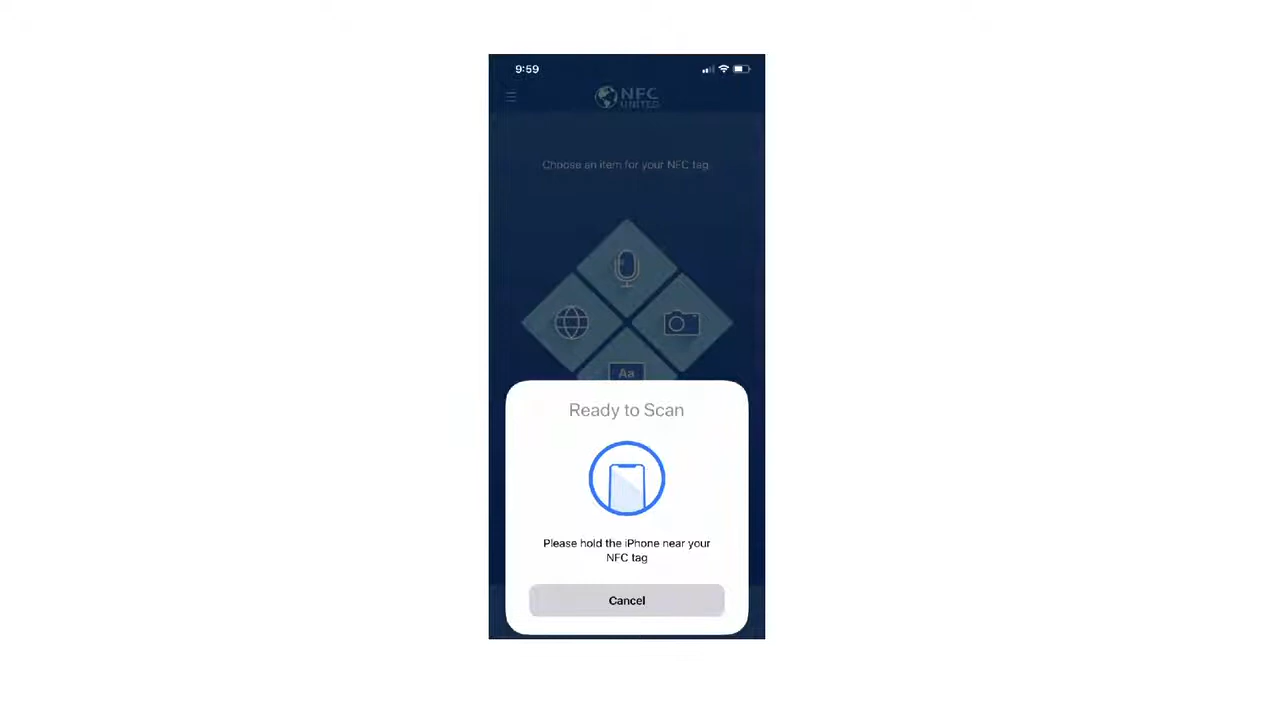 9:59
NFC
UNITED
Choose an item for your NFC tag
Aa
Ready to Scan
Please hold the iPhone near your
NFC tag
Cancel